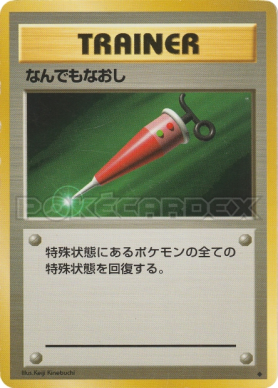 TRAINER
なんでもなおし
POKÉCARDEX
特殊状態にあるポケモンの全ての
特殊状態を回復する。
Illus. Keiji Kinebuchi